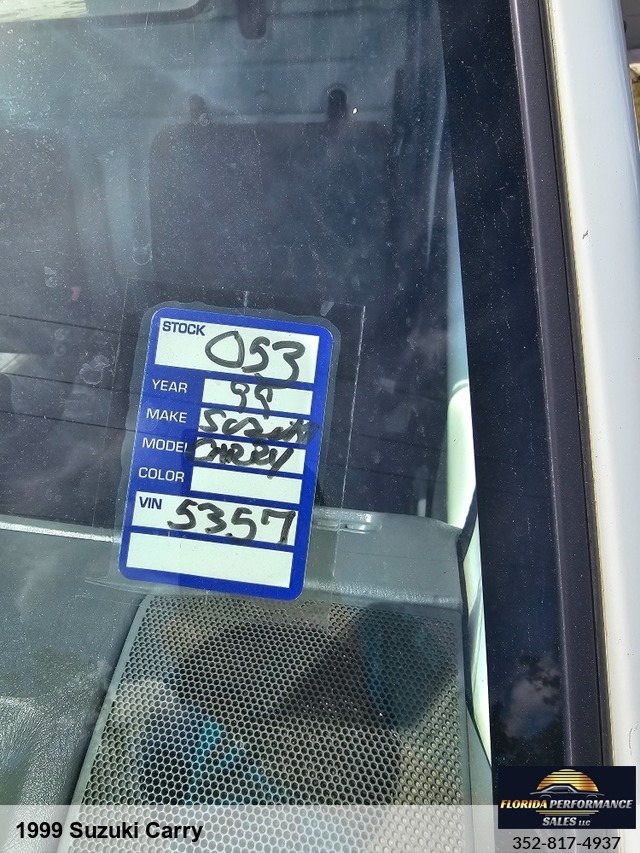 STOCK 053
YEAR 99
MAKE SUZUKI
MODEL CARRY
COLOR
VIN 5357
1999 Suzuki Carry
FLORIDA PERFORMANCE
SALES LLC
352-817-4937